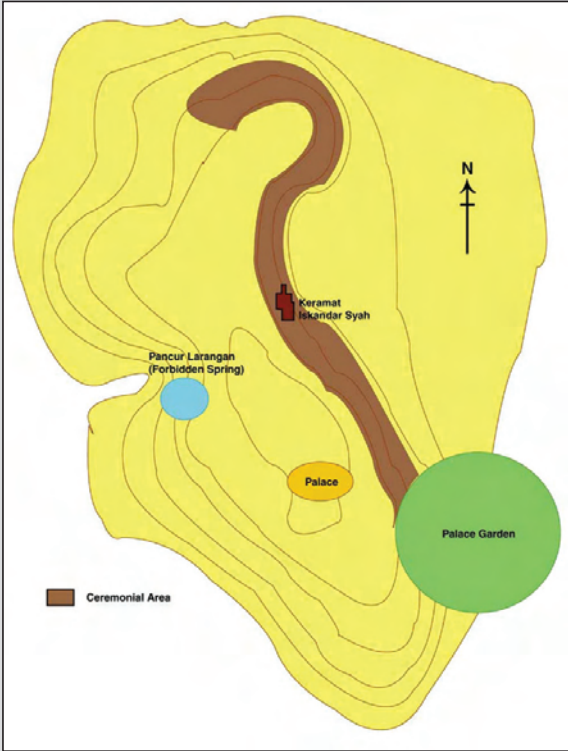 N
Keramat
Iskandar Syah
Pancur Larangan
(Forbidden Spring)
Palace
Palace Garden
Ceremonial Area